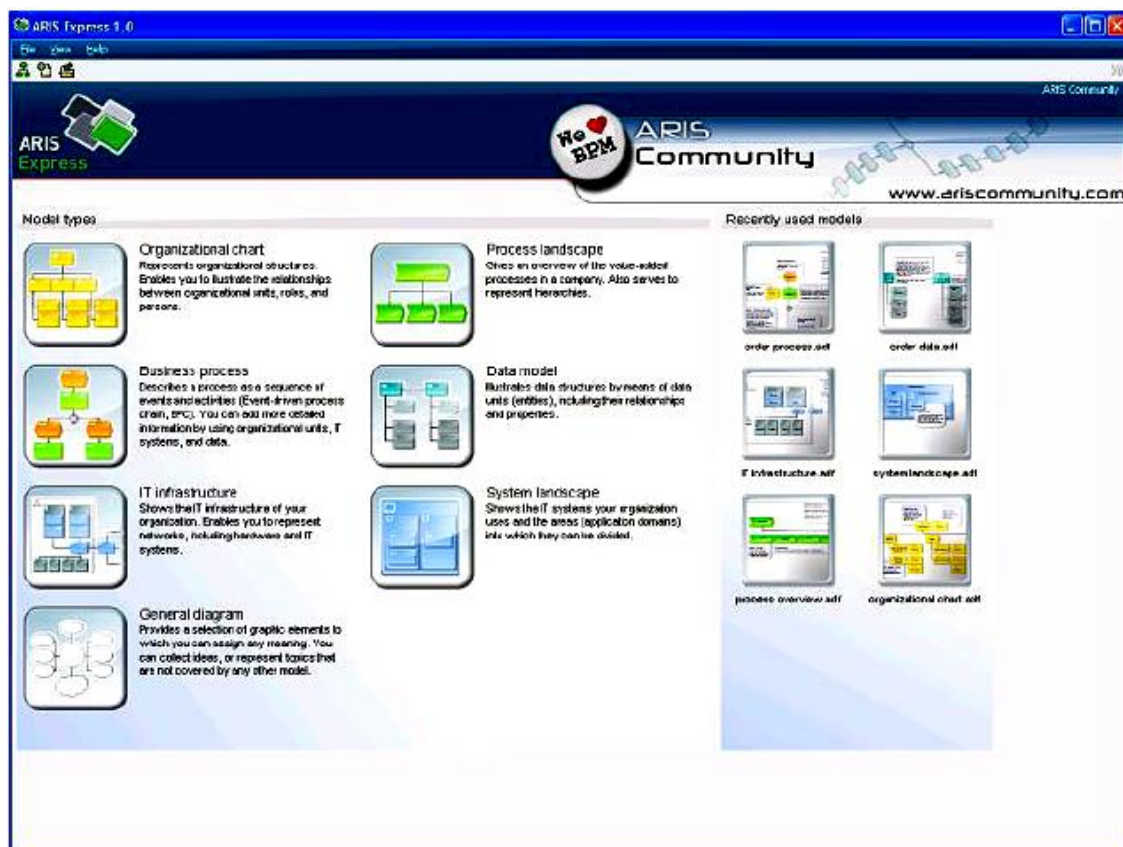 ARIS Express 1.0
File View Help
ARIS Community
ARIS
Express
We ❤ BPM
ARIS
Community
www.ariscommunity.com
Model types
Organizational chart
Represents organizational structures.
Enables you to illustrate the relationships
between organizational units, roles, and
persons.
Process landscape
Gives an overview of the value-added
processes in a company. Also serves to
represent hierarchies.
Business process
Describes a process as a sequence of
events and activities (Event-driven process
chain, EPC). You can add more detailed
information by using organizational units, IT
systems, and data.
Data model
Illustrates data structures by means of data
units (entities), including their relationships
and properties.
IT infrastructure
Shows the IT infrastructure of your
organization. Enables you to represent
networks, including hardware and IT
systems.
System landscape
Shows the IT systems your organization
uses and the areas (application domains)
into which they can be divided.
General diagram
Provides a selection of graphic elements to
which you can assign any meaning. You
can collect ideas, or represent topics that
are not covered by any other model.
Recently used models
order process.adf
order data.adf
IT infrastructure.adf
system landscape.adf
process overview.adf
organizational chart.adf